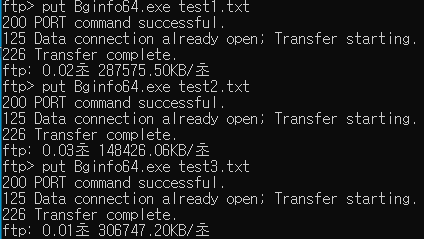 ftp> put Bginfo64.exe test1.txt
200 PORT command successful.
125 Data connection already open; Transfer starting.
226 Transfer complete.
ftp: 0.02초 287575.50KB/초
ftp> put Bginfo64.exe test2.txt
200 PORT command successful.
125 Data connection already open; Transfer starting.
226 Transfer complete.
ftp: 0.03초 148426.06KB/초
ftp> put Bginfo64.exe test3.txt
200 PORT command successful.
125 Data connection already open; Transfer starting.
226 Transfer complete.
ftp: 0.01초 306747.20KB/초